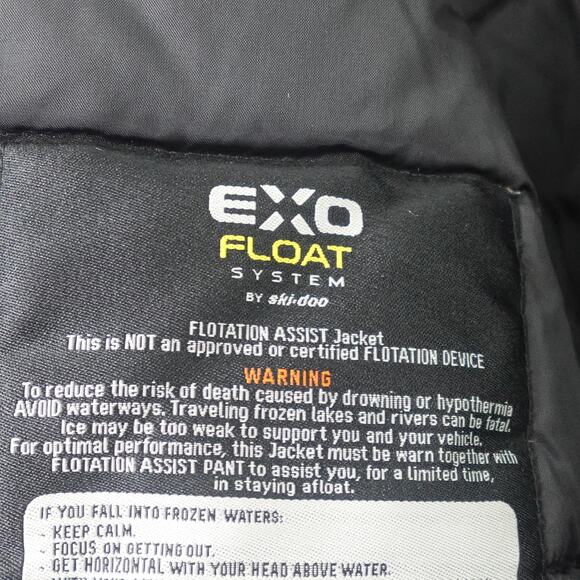 EXO
FLOAT
SYSTEM
BY ski-doo
FLOTATION ASSIST Jacket
This is NOT an approved or certified FLOTATION DEVICE
WARNING
To reduce the risk of death caused by drowning or hypothermia
AVOID waterways. Traveling frozen lakes and rivers can be fatal.
Ice may be too weak to support you and your vehicle.
For optimal performance, this Jacket must be warn together with
FLOTATION ASSIST PANT to assist you, for a limited time,
in staying afloat.
IF YOU FALL INTO FROZEN WATERS:
- KEEP CALM.
- FOCUS ON GETTING OUT.
- GET HORIZONTAL WITH YOUR HEAD ABOVE WATER.